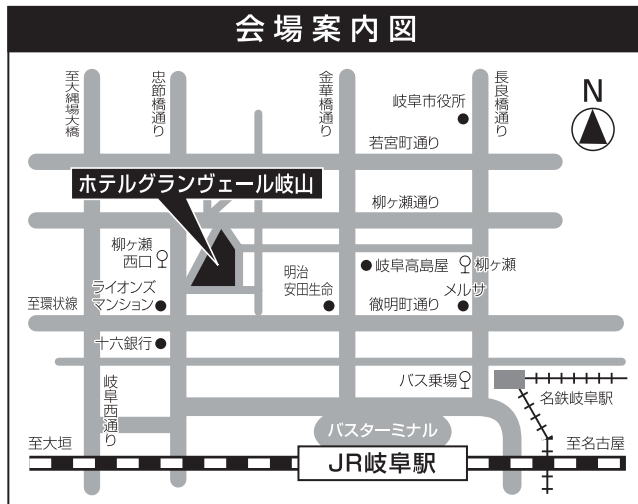 会場案内図
至大縄場大橋
忠節橋通り
金華橋通り
長良橋通り
N
岐阜市役所
若宮町通り
ホテルグランヴェール岐山
柳ヶ瀬通り
柳ヶ瀬
西口
岐阜高島屋
柳ヶ瀬
明治
安田生命
ライオンズ
マンション
メルサ
至環状線
徹明町通り
十六銀行
岐阜西通り
バス乗場
名鉄岐阜駅
バスターミナル
至大垣
至名古屋
JR岐阜駅